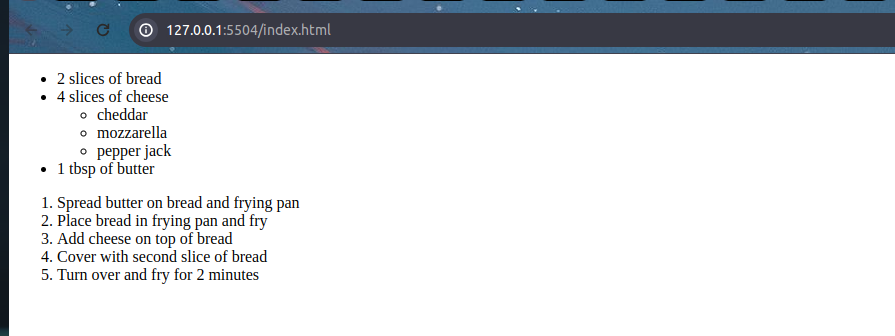 127.0.0.1:5504/index.html
2 slices of bread
4 slices of cheese
cheddar
mozzarella
pepper jack
1 tbsp of butter
1. Spread butter on bread and frying pan
2. Place bread in frying pan and fry
3. Add cheese on top of bread
4. Cover with second slice of bread
5. Turn over and fry for 2 minutes